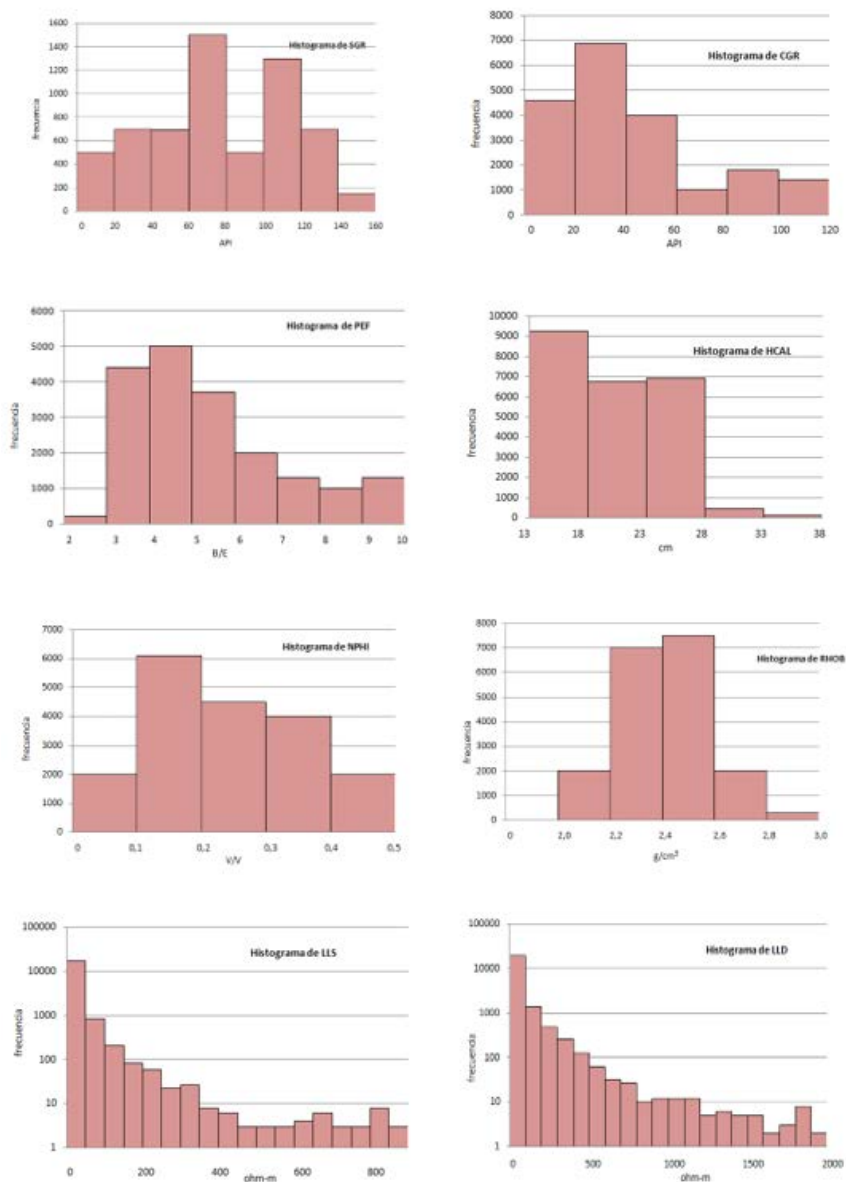 Histograma de SGR
frecuencia
1600
1400
1200
1000
800
600
400
200
0
0 20 40 60 80 100 120 140 160
API
Histograma de CGR
frecuencia
8000
7000
6000
5000
4000
3000
2000
1000
0
0 20 40 60 80 100 120
API
Histograma de PEF
frecuencia
6000
5000
4000
3000
2000
1000
0
2 3 4 5 6 7 8 9 10
B/E
Histograma de HCAL
frecuencia
10000
9000
8000
7000
6000
5000
4000
3000
2000
1000
0
13 18 23 28 33 38
cm
Histograma de NPHI
frecuencia
7000
6000
5000
4000
3000
2000
1000
0
0 0,1 0,2 0,3 0,4 0,5
V/V
Histograma de RHOB
frecuencia
8000
7000
6000
5000
4000
3000
2000
1000
0
0 2,0 2,2 2,4 2,6 2,8 3,0
g/cm³
Histograma de LLS
frecuencia
100000
10000
1000
100
10
1
0 200 400 600 800
ohm-m
Histograma de LLD
frecuencia
100000
10000
1000
100
10
1
0 500 1000 1500 2000
ohm-m